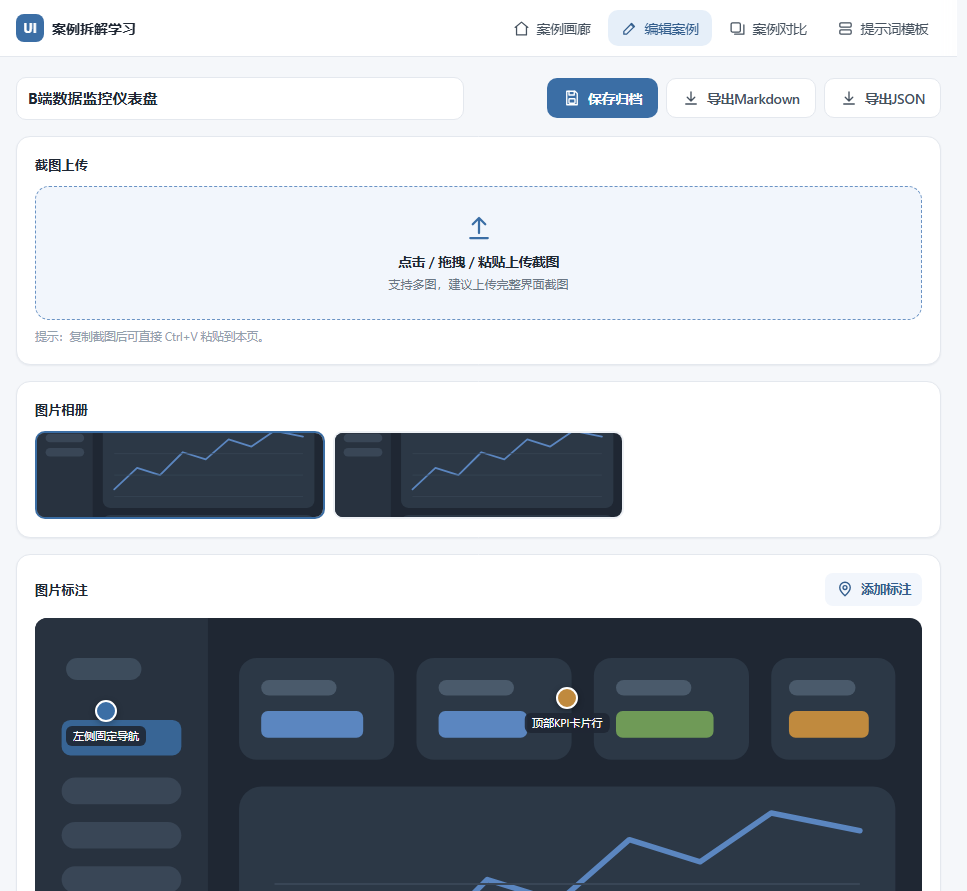 UI 案例拆解学习 案例画廊 编辑案例 案例对比 提示词模板
B端数据监控仪表盘 保存归档 导出Markdown 导出JSON
截图上传
点击 / 拖拽 / 粘贴上传截图
支持多图，建议上传完整界面截图
提示：复制截图后可直接 Ctrl+V 粘贴到本页。
图片相册
图片标注 添加标注
顶部KPI卡片行
左侧固定导航